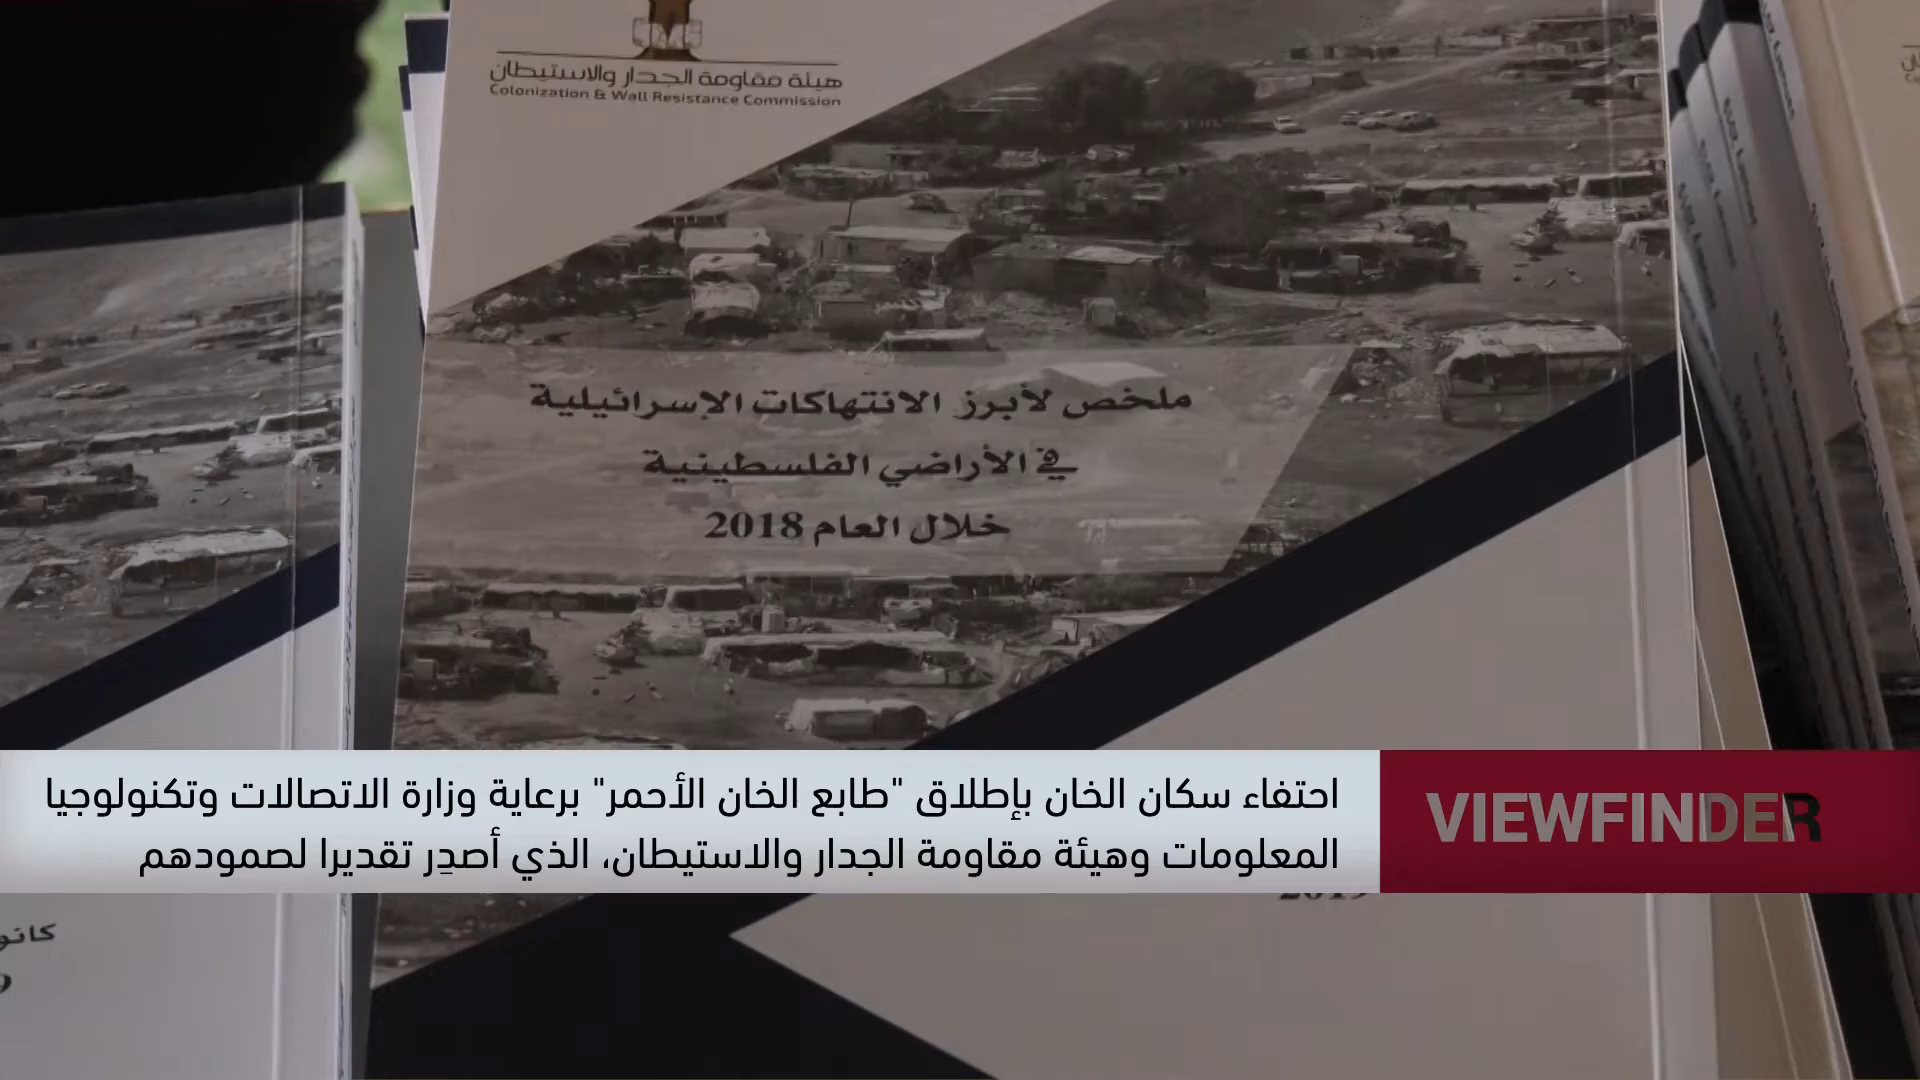 هيئة مقاومة الجدار والاستيطان
Colonization & Wall Resistance Commission
ملخص لأبرز الانتهاكات الإسرائيلية
في الأراضي الفلسطينية
خلال العام 2018
احتفاء سكان الخان بإطلاق "طابع الخان الأحمر" برعاية وزارة الاتصالات وتكنولوجيا
المعلومات وهيئة مقاومة الجدار والاستيطان، الذي أصدِر تقديرا لصمودهم
VIEWFINDER
2019